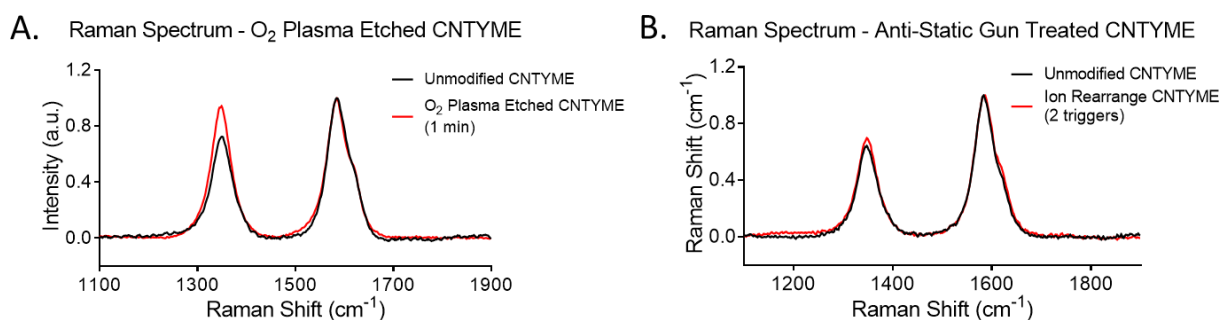 A. Raman Spectrum - O₂ Plasma Etched CNTYME
1.2
0.8
0.4
0.0
Intensity (a.u.)
Unmodified CNTYME
O₂ Plasma Etched CNTYME
(1 min)
1100 1300 1500 1700 1900
Raman Shift (cm⁻¹)
B. Raman Spectrum - Anti-Static Gun Treated CNTYME
1.2
0.8
0.4
0.0
Raman Shift (cm⁻¹)
Unmodified CNTYME
Ion Rearrange CNTYME
(2 triggers)
1200 1400 1600 1800
Raman Shift (cm⁻¹)